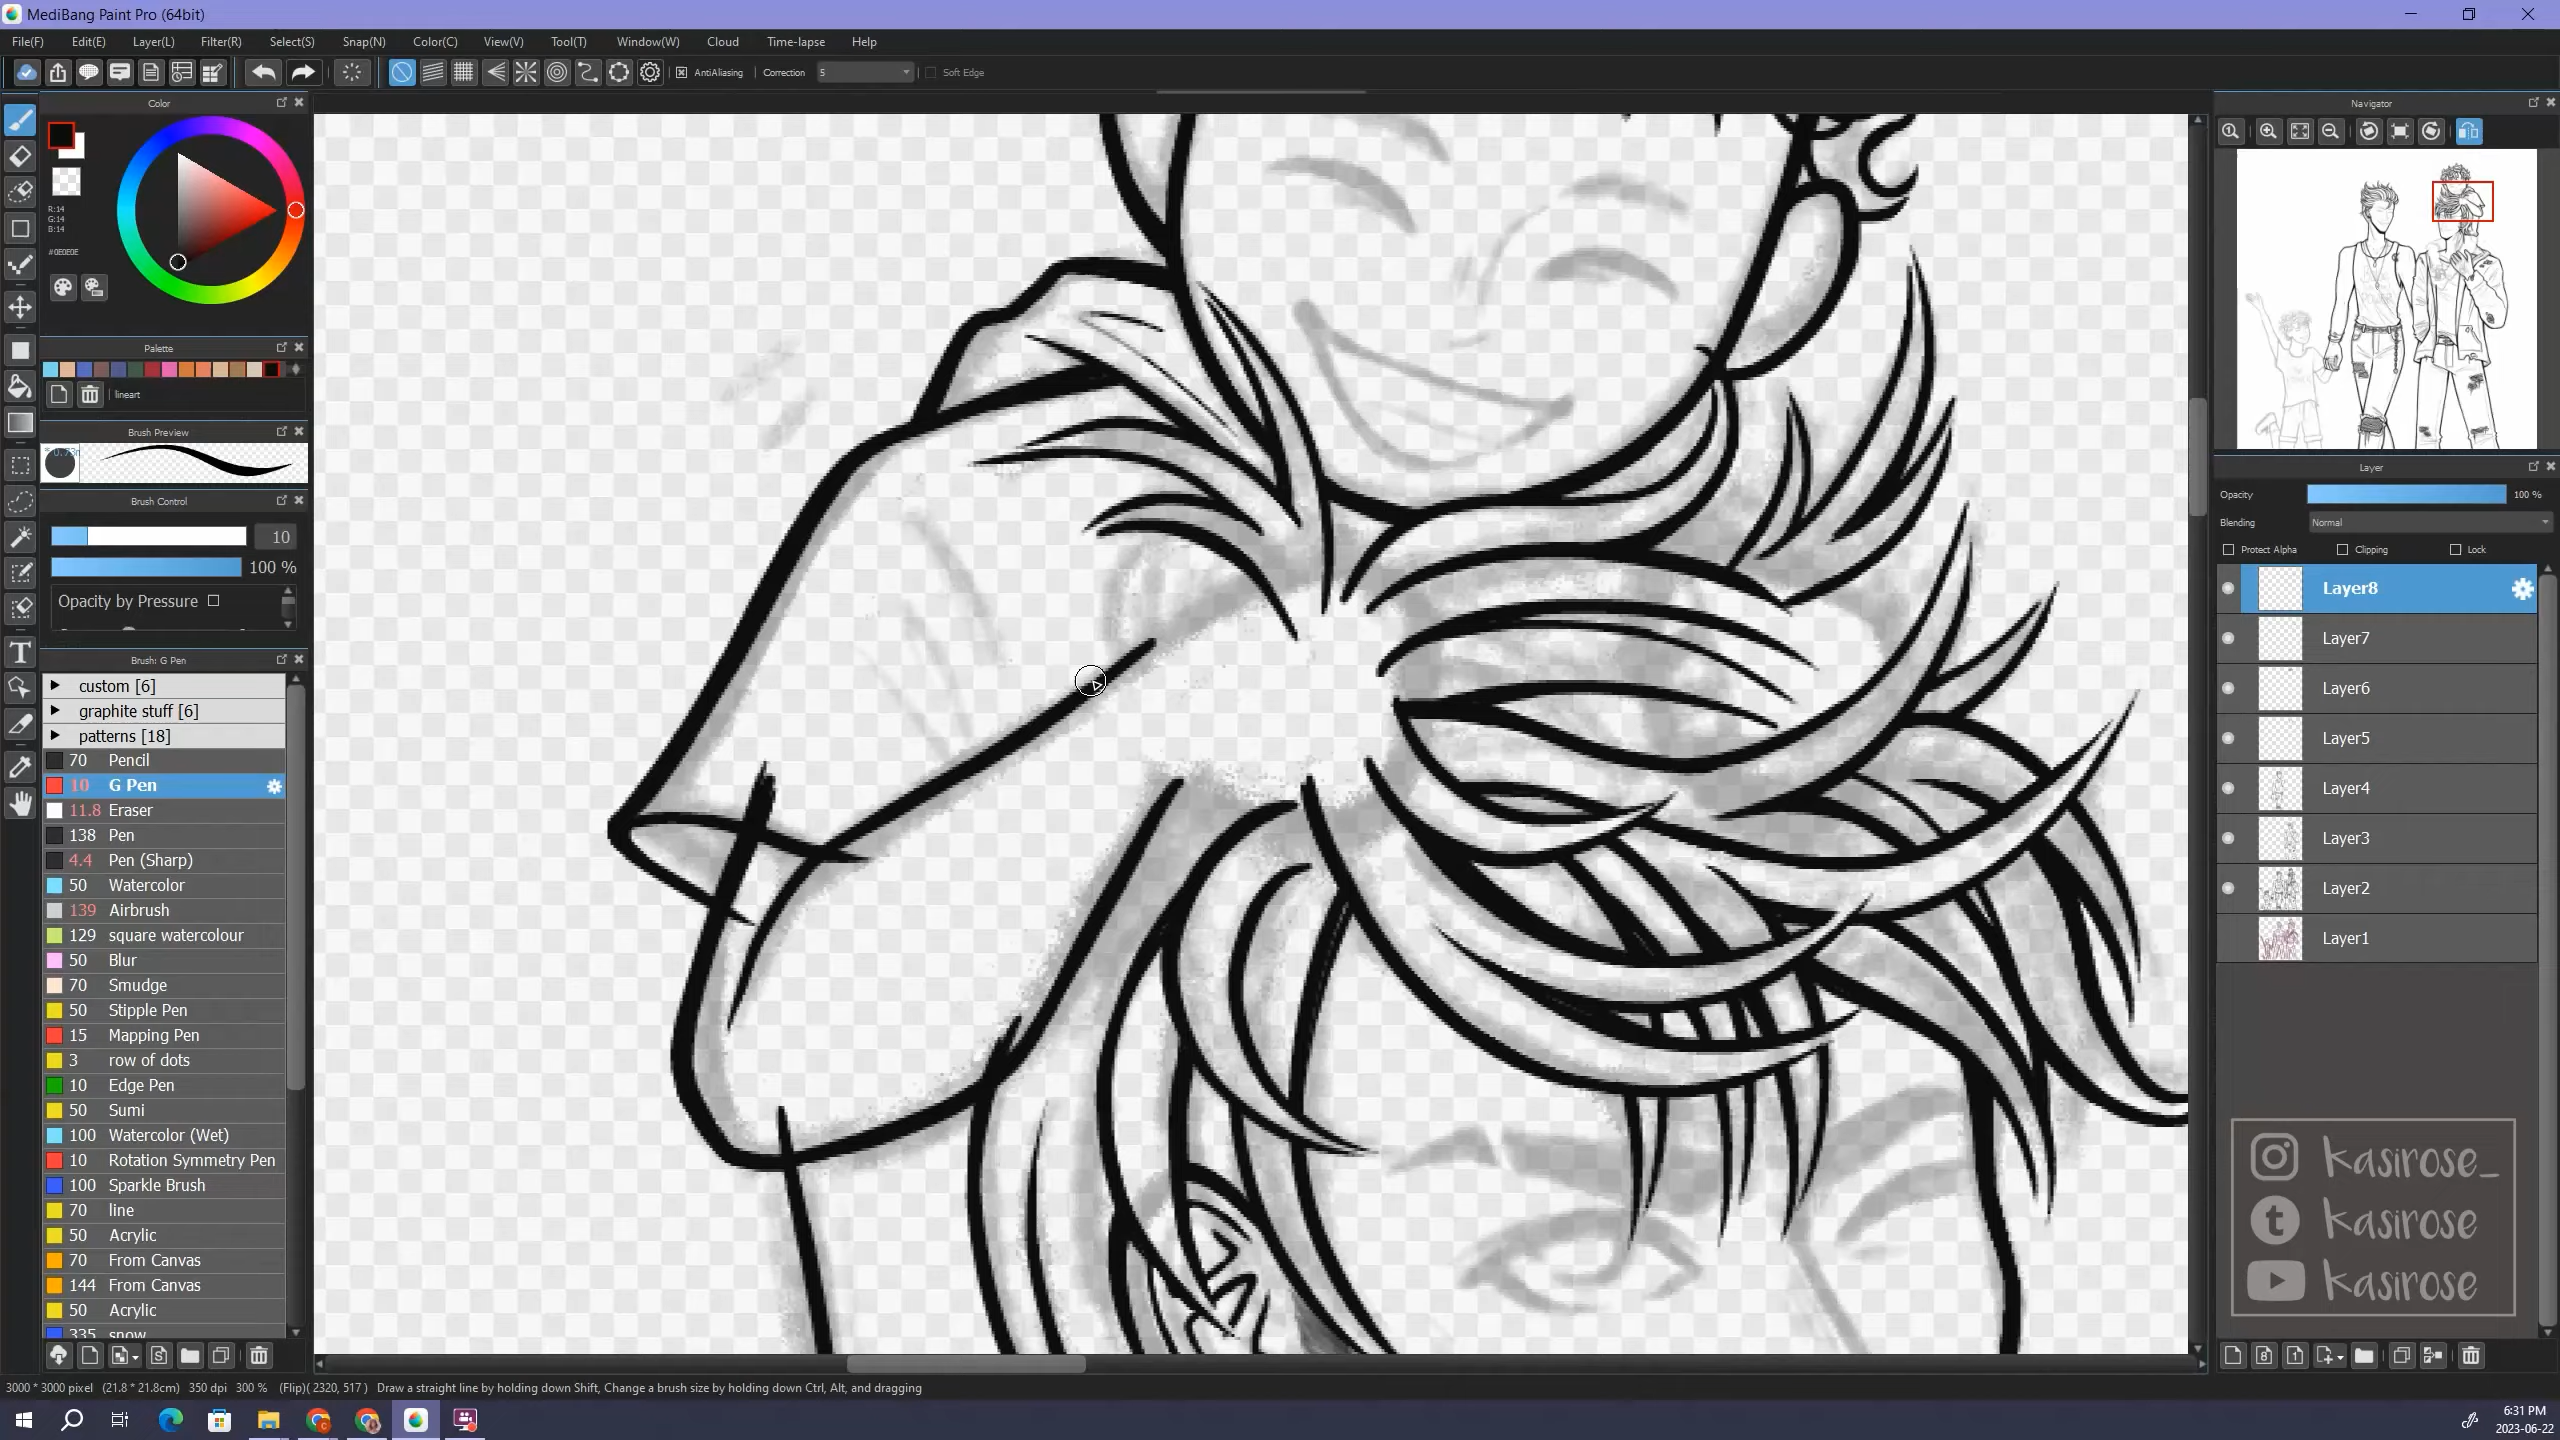 MediBang Paint Pro (64bit)
File(F) Edit(E) Layer(L) Filter(R) Select(S) Snap(N) Color(C) View(V) Tool(T) Window(W) Cloud Time-lapse Help
AntiAliasing Correction 5 Soft Edge
Color
R:14
G:14
B:14
#0E0E0E
Palette
lineart
Brush Preview
Brush Control
10
100 %
Opacity by Pressure
Brush: G Pen
custom [6]
graphite stuff [6]
patterns [18]
70 Pencil
10 G Pen
11.8 Eraser
138 Pen
4.4 Pen (Sharp)
50 Watercolor
139 Airbrush
129 square watercolour
50 Blur
70 Smudge
50 Stipple Pen
15 Mapping Pen
3 row of dots
10 Edge Pen
50 Sumi
100 Watercolor (Wet)
10 Rotation Symmetry Pen
100 Sparkle Brush
70 line
50 Acrylic
70 From Canvas
144 From Canvas
50 Acrylic
335 snow
Navigator
Layer
Opacity 100 %
Blending Normal
Protect Alpha Clipping Lock
Layer8
Layer7
Layer6
Layer5
Layer4
Layer3
Layer2
Layer1
kasirose_
kasirose
kasirose
3000 * 3000 pixel (21.8 * 21.8cm) 350 dpi 300 % (Flip)( 2320, 517 ) Draw a straight line by holding down Shift, Change a brush size by holding down Ctrl, Alt, and dragging
6:31 PM
2023-06-22